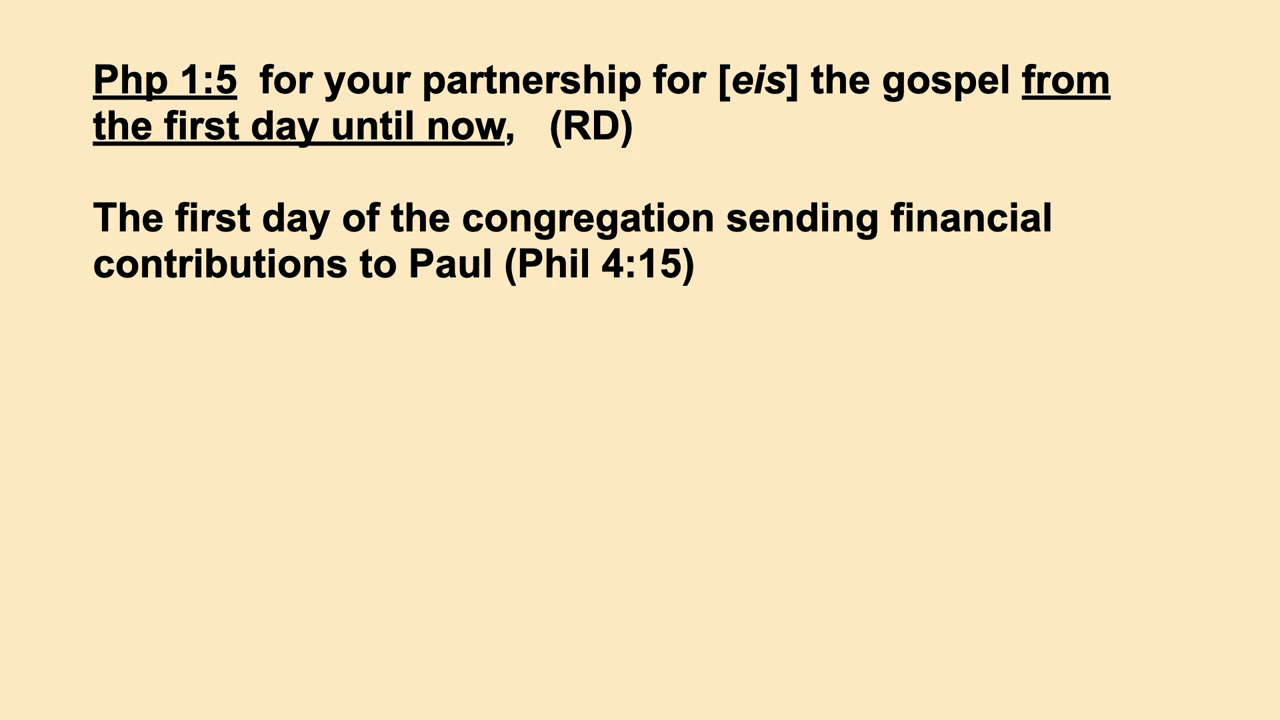 Php 1:5  for your partnership for [eis] the gospel from
the first day until now,   (RD)
The first day of the congregation sending financial
contributions to Paul (Phil 4:15)